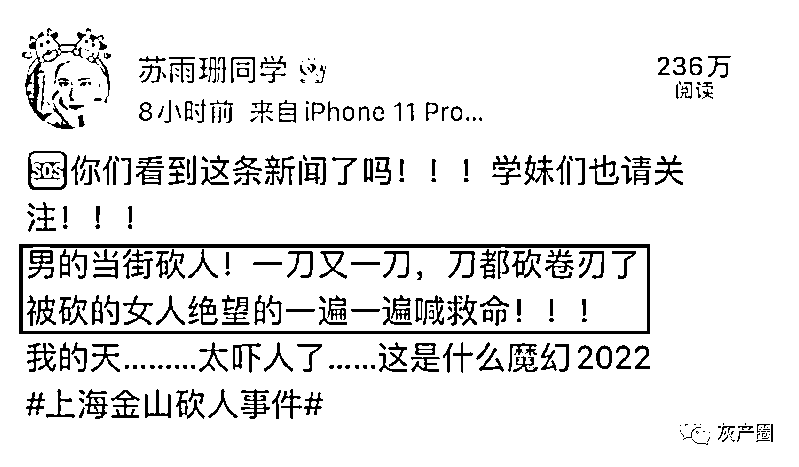 苏雨珊同学
236万
阅读
8小时前 来自 iPhone 11 Pro...
SOS 你们看到这条新闻了吗！！！学妹们也请关
注！！！
男的当街砍人！一刀又一刀，刀都砍卷刃了
被砍的女人绝望的一遍一遍喊救命！！！
我的天.........太吓人了......这是什么魔幻2022
#上海金山砍人事件#
灰产圈